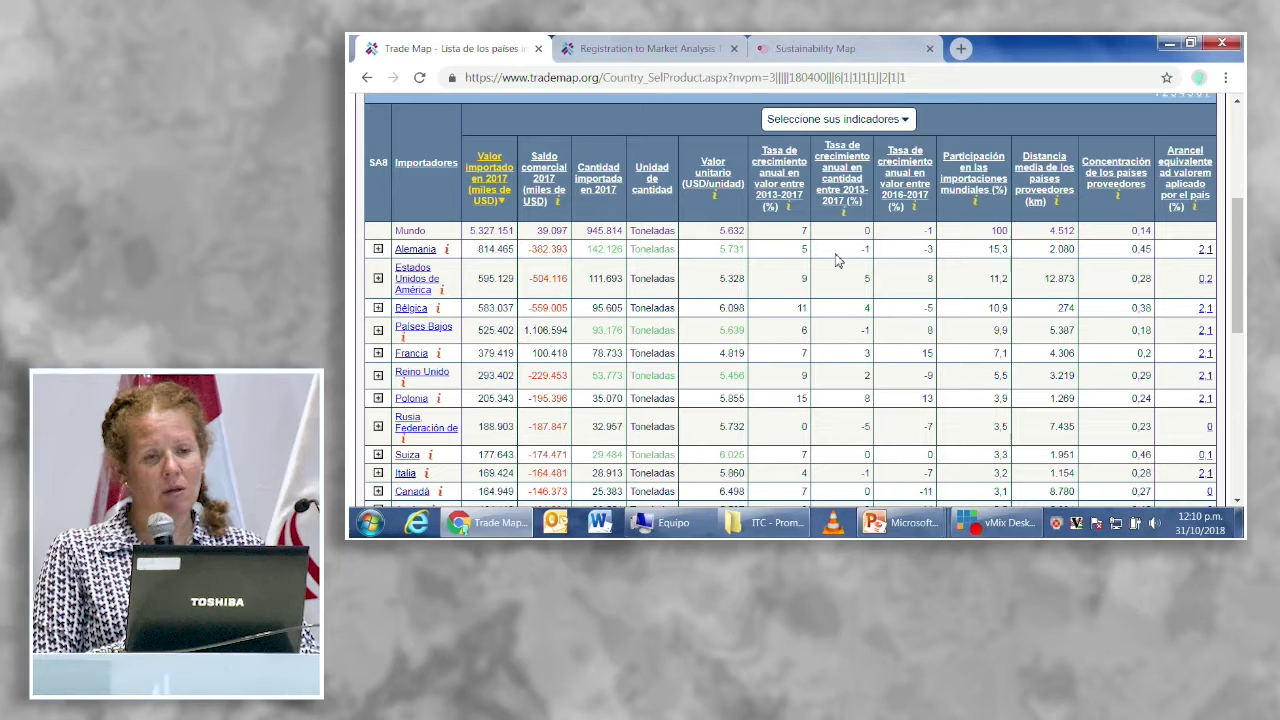 Trade Map - Lista de los países i
Registration to Market Analysis
Sustainability Map
https://www.trademap.org/Country_SelProduct.aspx?nvpm=3|||||180400|||6|1|1|1|1||2|1|1
Seleccione sus indicadores
SA8
Importadores
Valor
importado
en 2017
(miles de
USD)▼
Saldo
comercial
2017
(miles de
USD) i
Cantidad
importada
en 2017
Unidad
de
cantidad
Valor
unitario
(USD/unidad)
i
Tasa de
crecimiento
anual en
valor entre
2013-2017
(%) i
Tasa de
crecimiento
anual en
cantidad
entre 2013-
2017 (%)
i
Tasa de
crecimiento
anual en
valor entre
2016-2017
(%) i
Participación
en las
importaciones
mundiales (%)
i
Distancia
media de los
países
proveedores
(km) i
Concentración
de los países
proveedores
i
Arancel
equivalente
ad valorem
aplicado
por el país
(%) i
Mundo 5.327.151 39.097 945.814 Toneladas 5.632 7 0 -1 100 4.512 0,14
Alemania i 814.465 -382.393 142.126 Toneladas 5.731 5 -1 -3 15,3 2.080 0,45 2,1
Estados
Unidos de
América i
595.129 -504.116 111.693 Toneladas 5.328 9 5 8 11,2 12.873 0,28 0,2
Bélgica i 583.037 -559.005 95.605 Toneladas 6.098 11 4 -5 10,9 274 0,38 2,1
Países Bajos
i
525.402 1.106.594 93.176 Toneladas 5.639 6 -1 8 9,9 5.387 0,18 2,1
Francia i 379.419 100.418 78.733 Toneladas 4.819 7 3 15 7,1 4.306 0,2 2,1
Reino Unido
i
293.402 -229.453 53.773 Toneladas 5.456 9 2 -9 5,5 3.219 0,29 2,1
Polonia i 205.343 -195.396 35.070 Toneladas 5.855 15 8 13 3,9 1.269 0,24 2,1
Rusia,
Federación de
i
188.903 -187.847 32.957 Toneladas 5.732 0 -5 -7 3,5 7.435 0,23 0
Suiza i 177.643 -174.471 29.484 Toneladas 6.025 7 0 0 3,3 1.951 0,46 0,1
Italia i 169.424 -164.481 28.913 Toneladas 5.860 4 -1 -7 3,2 1.154 0,28 2,1
Canadá i 164.949 -146.373 25.383 Toneladas 6.498 7 0 -11 3,1 8.780 0,27 0
Trade Map...
Equipo
ITC - Prom...
Microsoft...
vMix Desk...
12:10 p.m.
31/10/2018
TOSHIBA